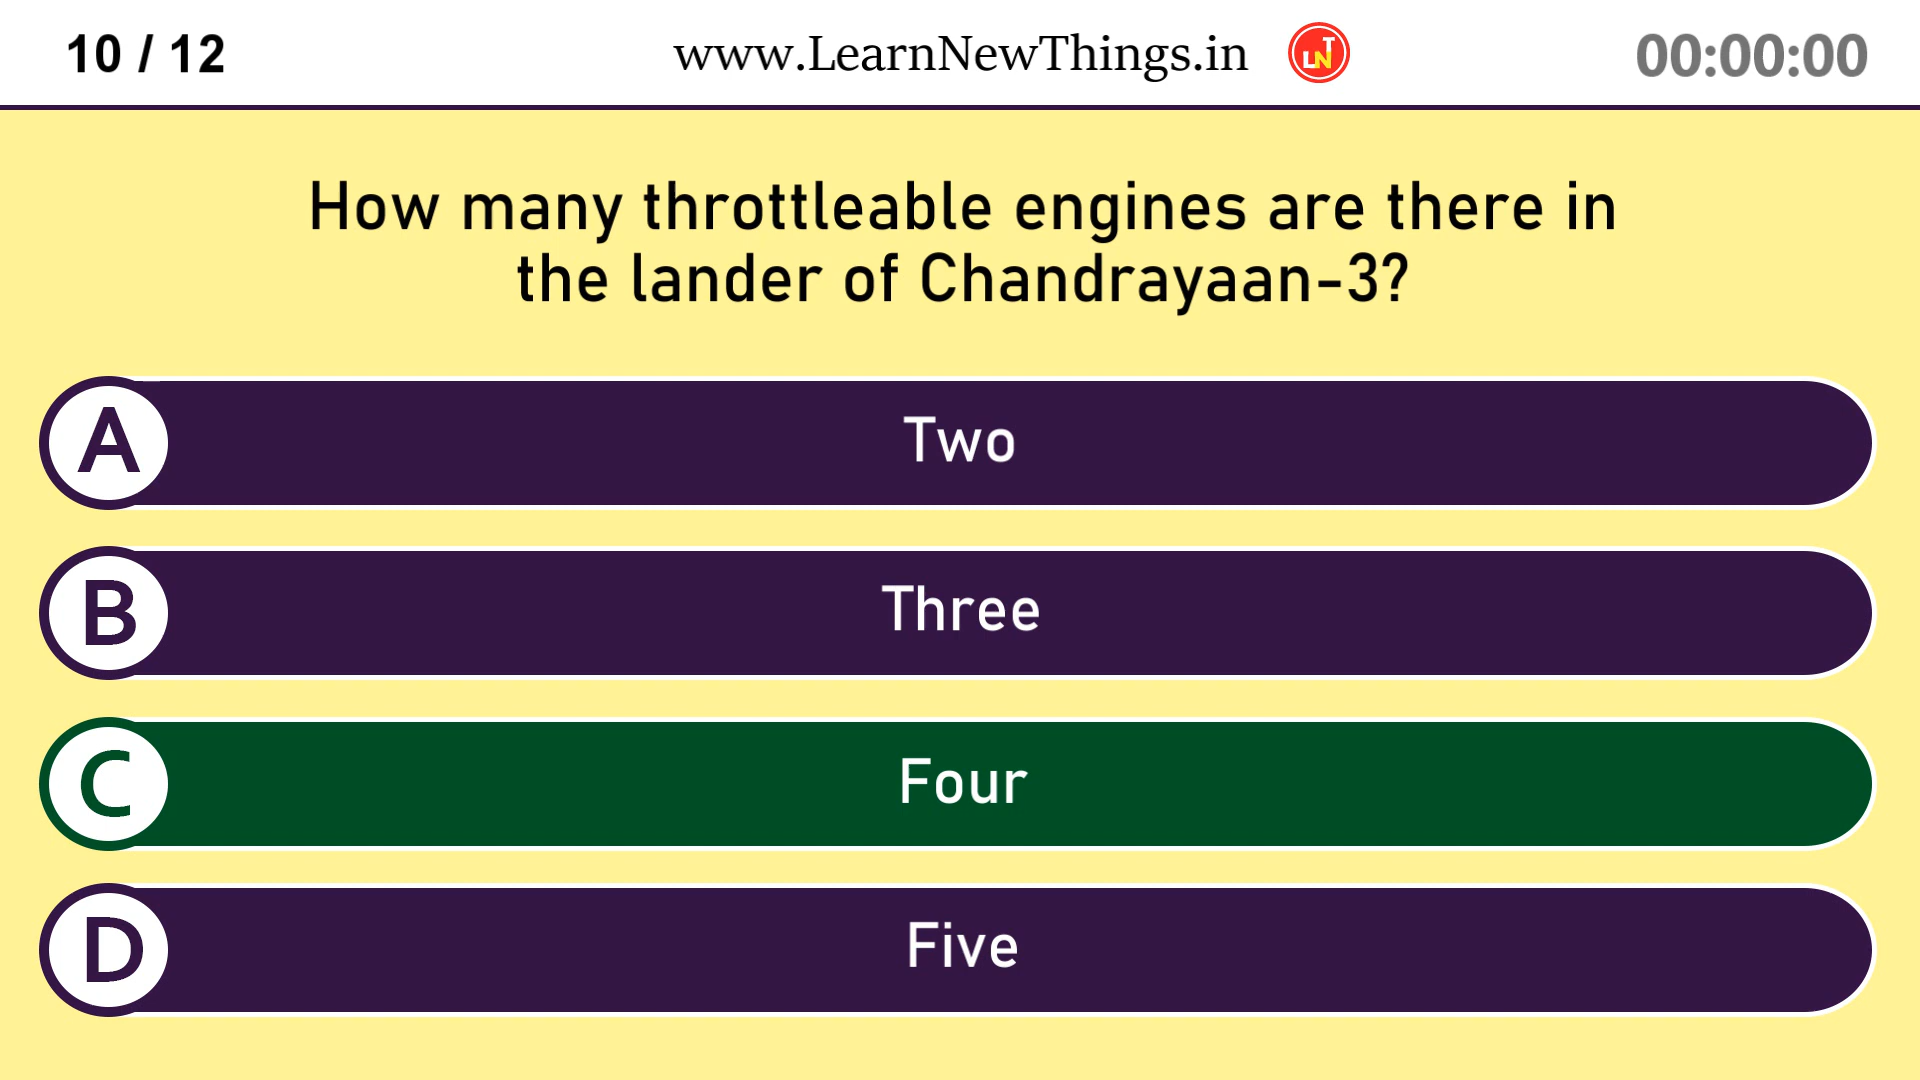 10 / 12
www.LearnNewThings.in
LNT
00:00:00
How many throttleable engines are there in
the lander of Chandrayaan-3?
A
Two
B
Three
C
Four
D
Five